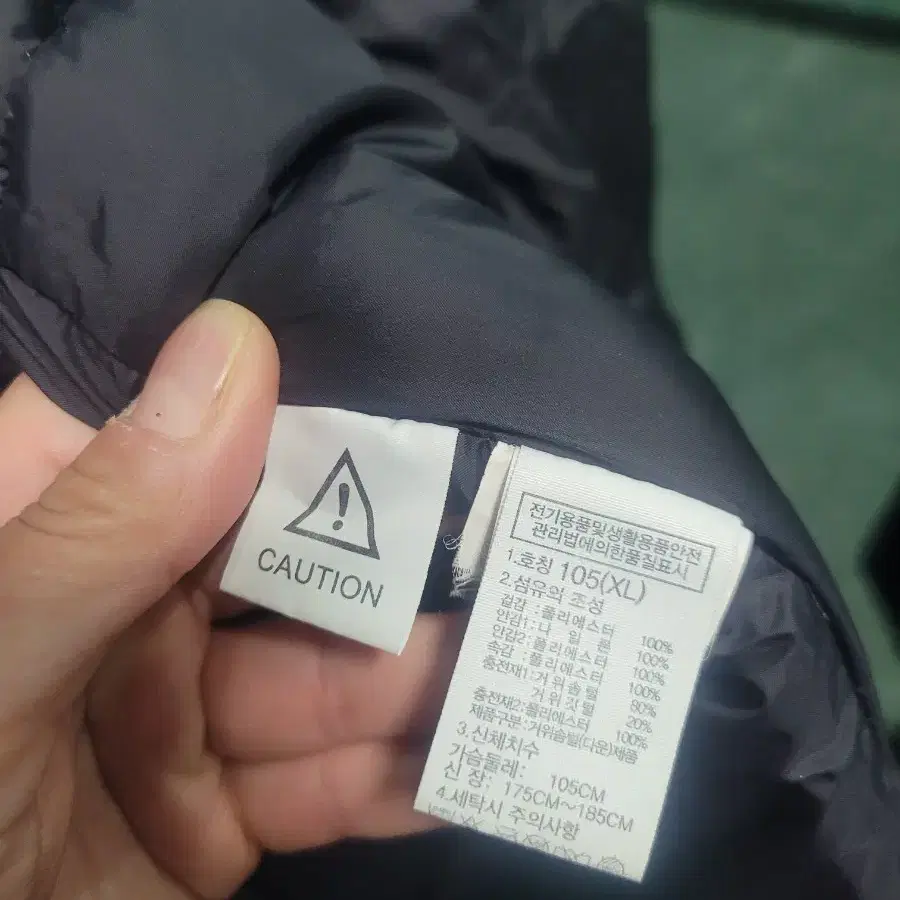 CAUTION
전기용품및생활용품안전
관리법에의한품질표시
1.호칭 105(XL)
2.섬유의 조성
겉감 : 폴리에스터 100%
안감1 : 나 일 론 100%
안감2 : 폴리에스터 100%
속감 : 폴리에스터 100%
충전재1 : 거위솜털 80%
거위깃털 20%
충전재2 : 폴리에스터 100%
제품구분 : 거위솜털(다운)제품
3.신체치수
가슴둘레: 105CM
신 장: 175CM~185CM
4.세탁시 주의사항